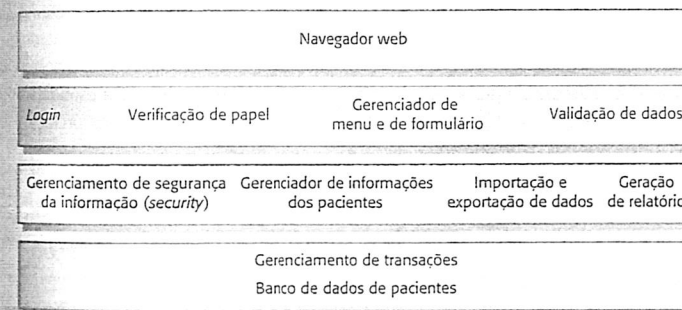 Navegador web
Login
Verificação de papel
Gerenciador de
menu e de formulário
Validação de dados
Gerenciamento de segurança
da informação (security)
Gerenciador de informações
dos pacientes
Importação e
exportação de dados
Geração
de relatório
Gerenciamento de transações
Banco de dados de pacientes